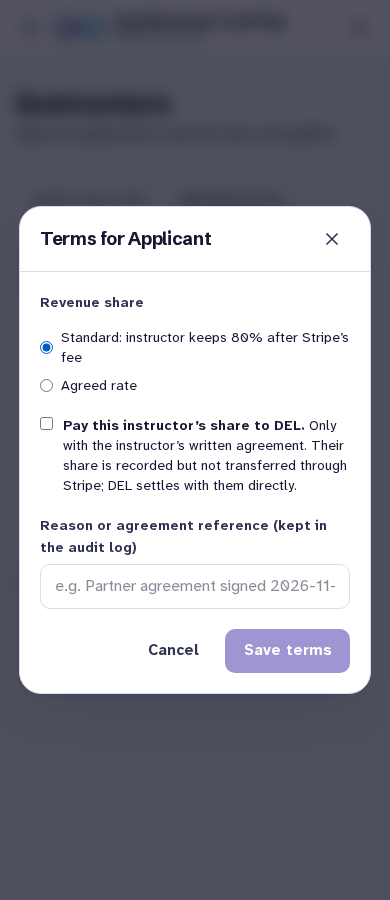 Terms for Applicant
Revenue share
Standard: instructor keeps 80% after Stripe's
fee
Agreed rate
Pay this instructor's share to DEL. Only
with the instructor's written agreement. Their
share is recorded but not transferred through
Stripe; DEL settles with them directly.
Reason or agreement reference (kept in
the audit log)
e.g. Partner agreement signed 2026-11-
Cancel
Save terms